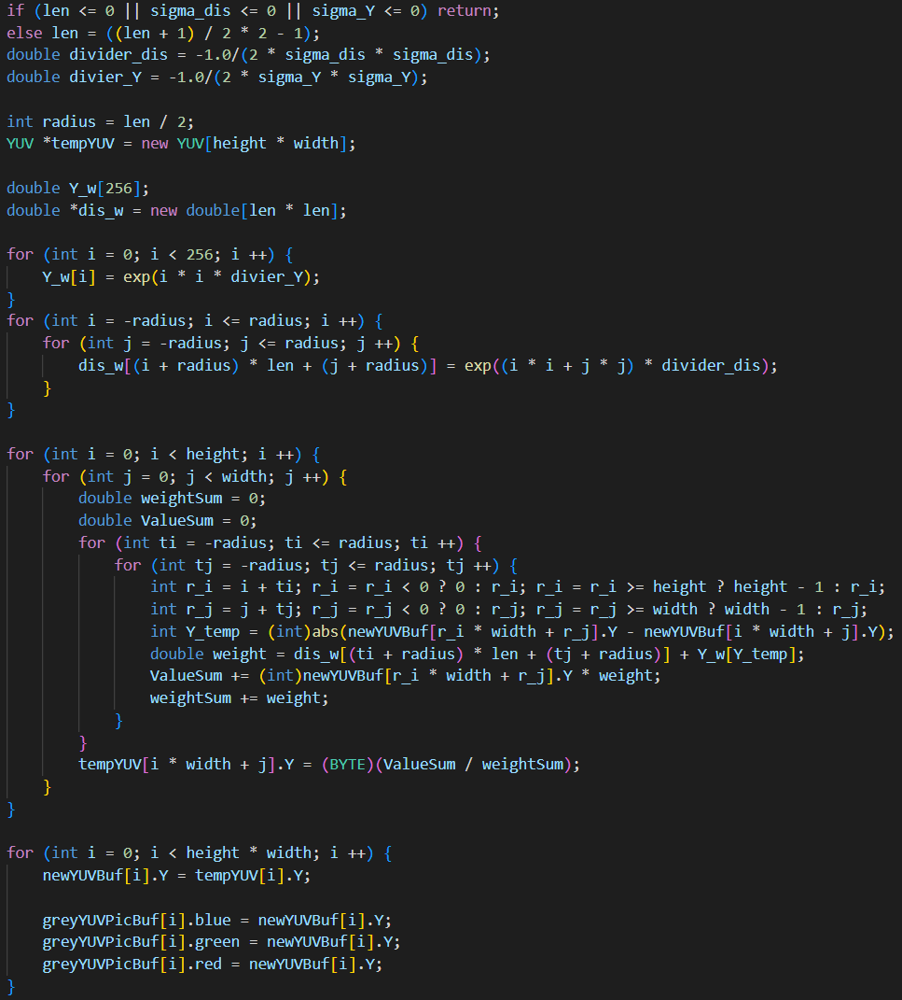 if (len <= 0 || sigma_dis <= 0 || sigma_Y <= 0) return;
else len = ((len + 1) / 2 * 2 - 1);
double divider_dis = -1.0/(2 * sigma_dis * sigma_dis);
double divier_Y = -1.0/(2 * sigma_Y * sigma_Y);

int radius = len / 2;
YUV *tempYUV = new YUV[height * width];

double Y_w[256];
double *dis_w = new double[len * len];

for (int i = 0; i < 256; i ++) {
    Y_w[i] = exp(i * i * divier_Y);
}
for (int i = -radius; i <= radius; i ++) {
    for (int j = -radius; j <= radius; j ++) {
        dis_w[(i + radius) * len + (j + radius)] = exp((i * i + j * j) * divider_dis);
    }
}

for (int i = 0; i < height; i ++) {
    for (int j = 0; j < width; j ++) {
        double weightSum = 0;
        double ValueSum = 0;
        for (int ti = -radius; ti <= radius; ti ++) {
            for (int tj = -radius; tj <= radius; tj ++) {
                int r_i = i + ti; r_i = r_i < 0 ? 0 : r_i; r_i = r_i >= height ? height - 1 : r_i;
                int r_j = j + tj; r_j = r_j < 0 ? 0 : r_j; r_j = r_j >= width ? width - 1 : r_j;
                int Y_temp = (int)abs(newYUVBuf[r_i * width + r_j].Y - newYUVBuf[i * width + j].Y);
                double weight = dis_w[(ti + radius) * len + (tj + radius)] + Y_w[Y_temp];
                ValueSum += (int)newYUVBuf[r_i * width + r_j].Y * weight;
                weightSum += weight;
            }
        }
        tempYUV[i * width + j].Y = (BYTE)(ValueSum / weightSum);
    }
}

for (int i = 0; i < height * width; i ++) {
    newYUVBuf[i].Y = tempYUV[i].Y;

    greyYUVPicBuf[i].blue = newYUVBuf[i].Y;
    greyYUVPicBuf[i].green = newYUVBuf[i].Y;
    greyYUVPicBuf[i].red = newYUVBuf[i].Y;
}